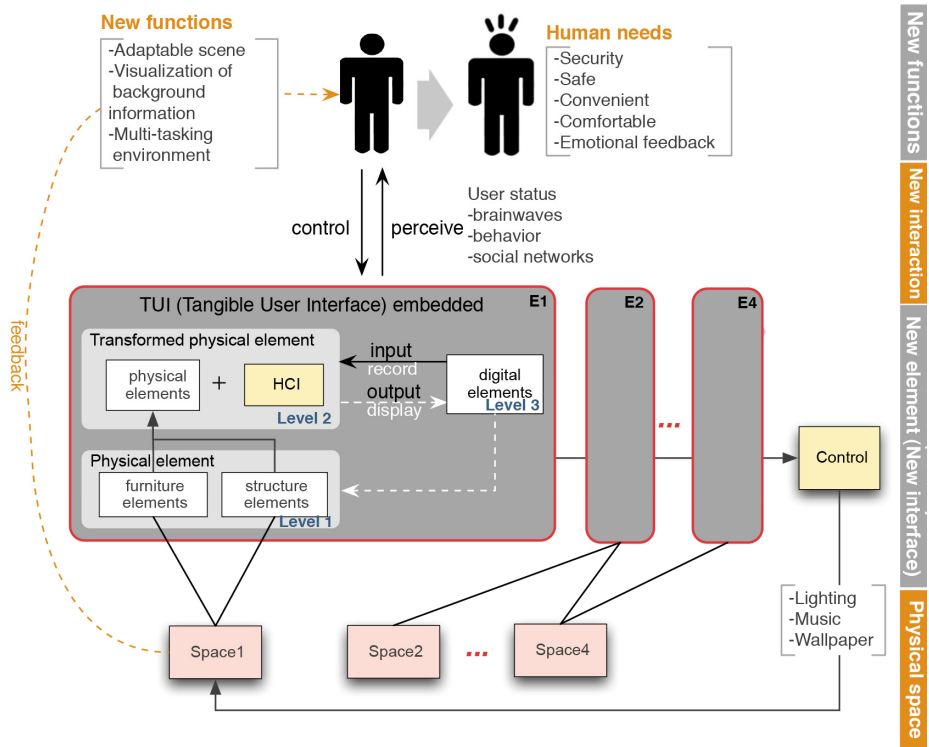 New functions
-Adaptable scene
-Visualization of
background
information
-Multi-tasking
environment
Human needs
-Security
-Safe
-Convenient
-Comfortable
-Emotional feedback
control
perceive
User status
-brainwaves
-behavior
-social networks
feedback
TUI (Tangible User Interface) embedded
E1
E2
E4
Transformed physical element
physical
elements
+
HCI
Level 2
input
record
output
display
digital
elements
Level 3
Physical element
furniture
elements
structure
elements
Level 1
...
Control
-Lighting
-Music
-Wallpaper
Space1
Space2
...
Space4
New functions
New interaction
New element (New interface)
Physical space